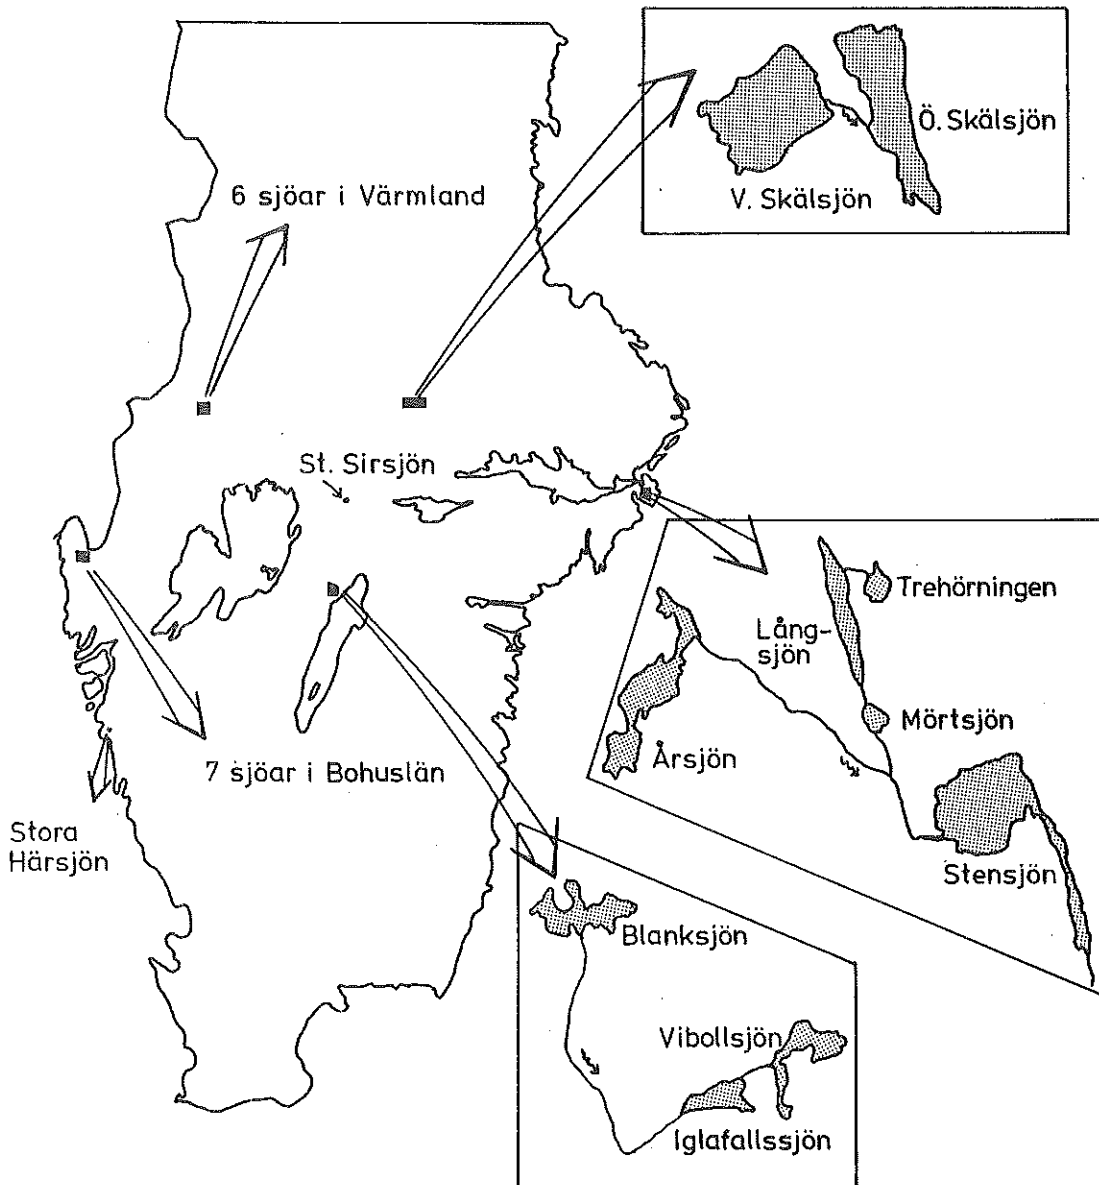 Ö. Skälsjön
V. Skälsjön
6 sjöar i Värmland
St. Sirsjön
Trehörningen
Lång-
sjön
Mörtsjön
Årsjön
7 sjöar i Bohuslän
Stensjön
Stora
Härsjön
Blanksjön
Vibollsjön
Iglafallssjön